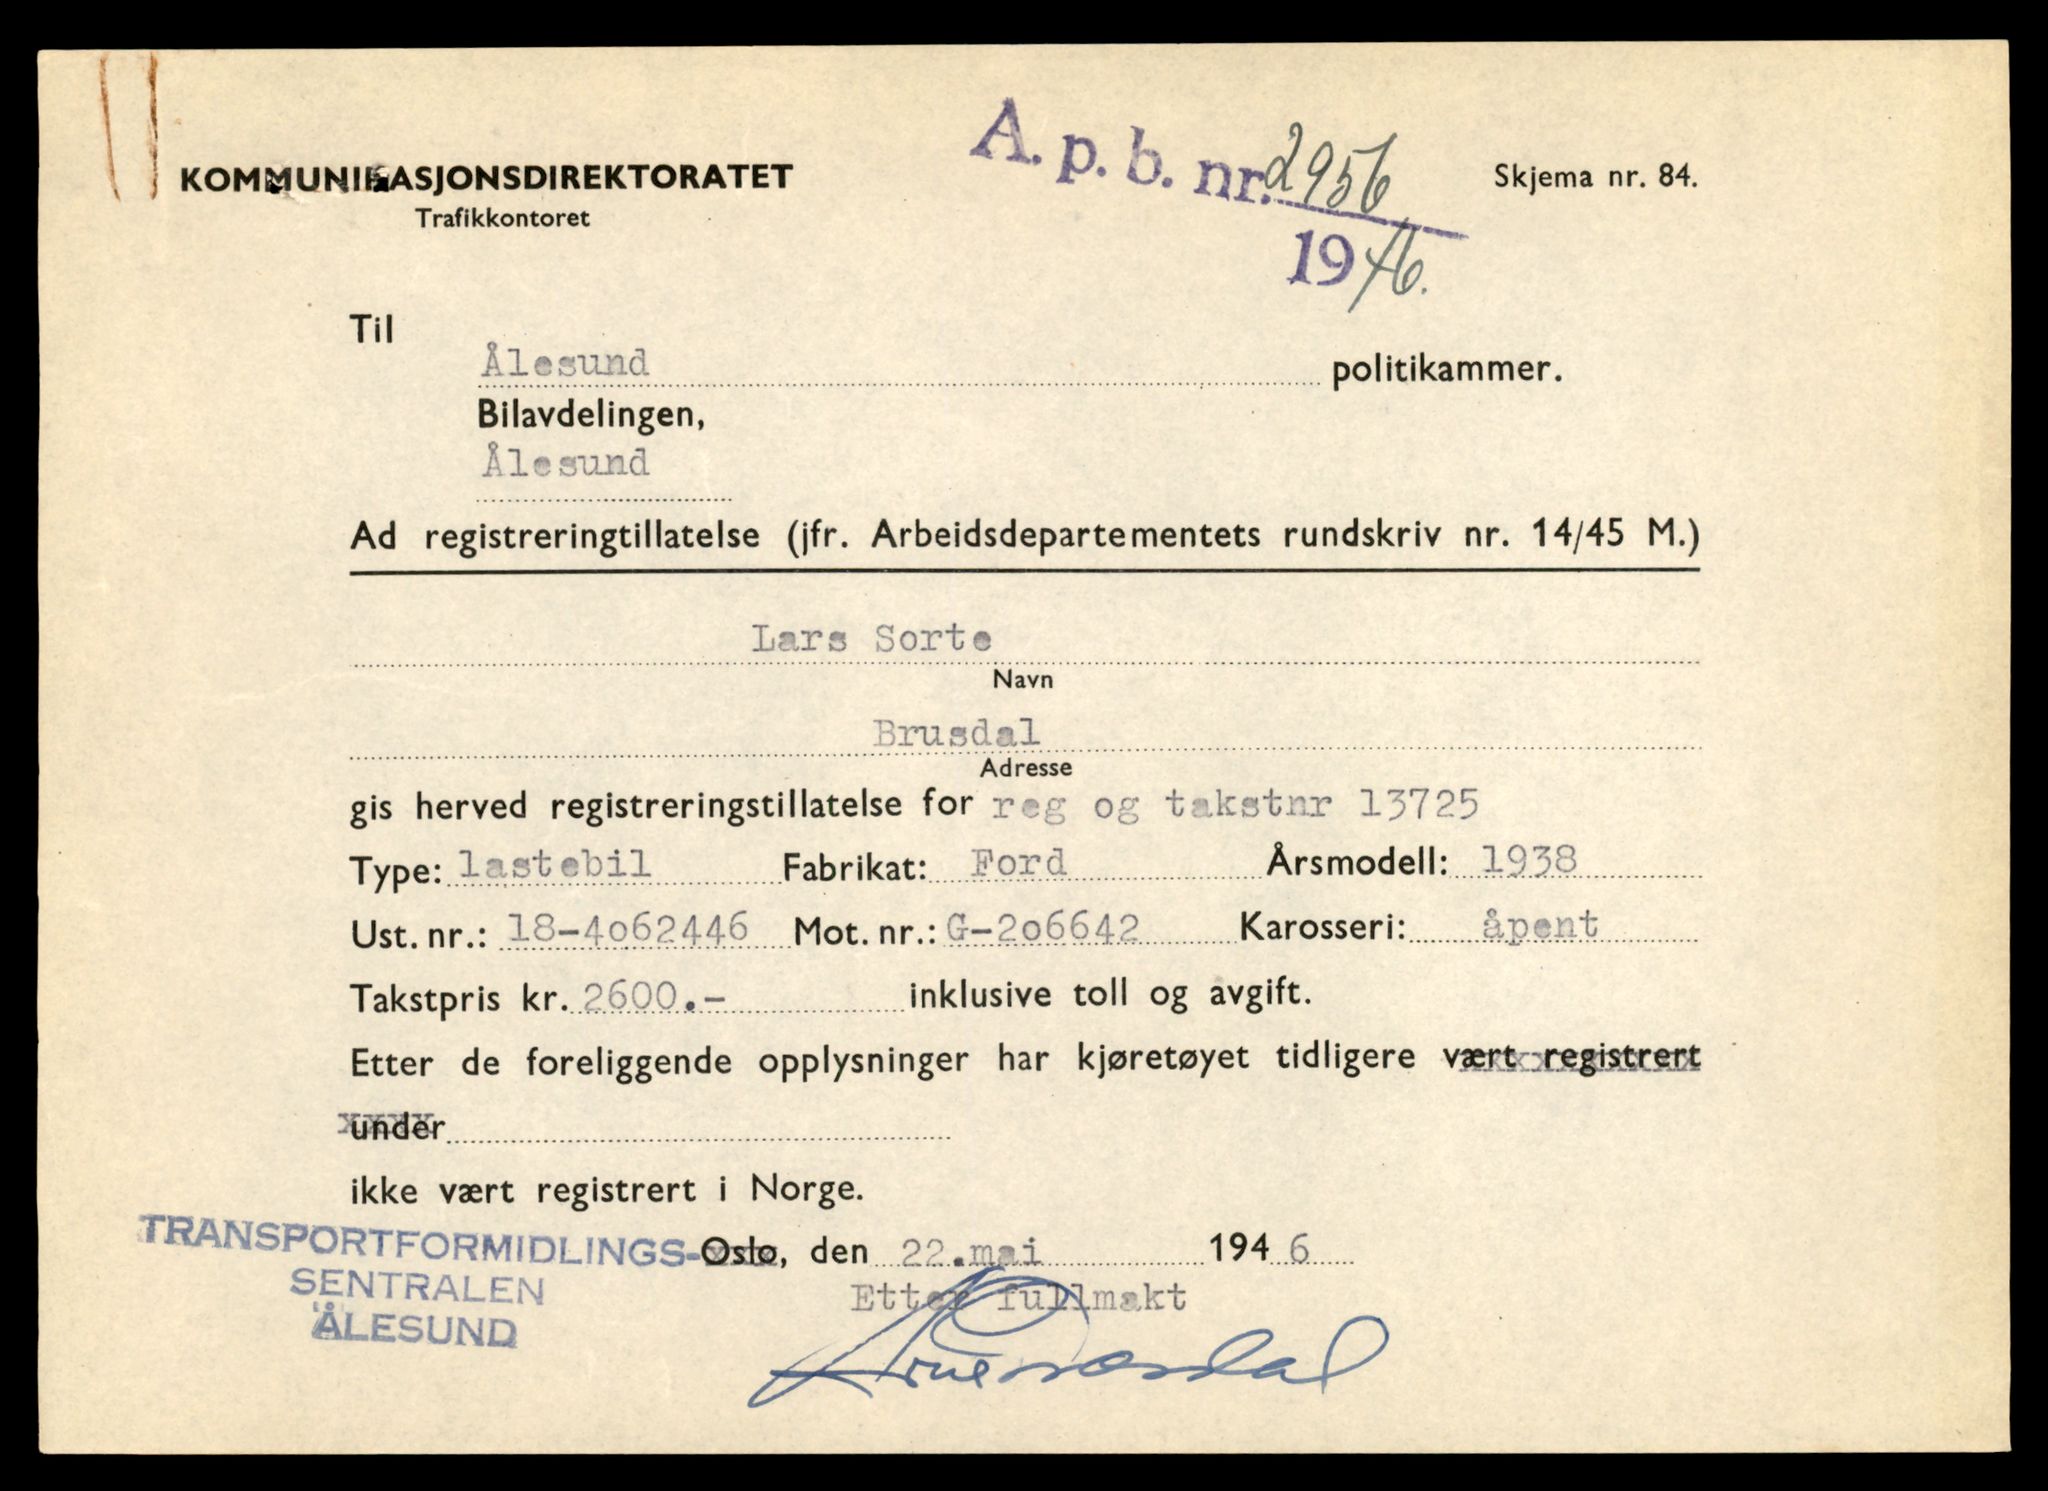 KOMMUNIKASJONSDIREKTORATET
Trafikkontoret
A. p. b. nr. 2956
1946.
Skjema nr. 84.
Til
Ålesund politikammer.
Bilavdelingen,
Ålesund
Ad registreringtillatelse (jfr. Arbeidsdepartementets rundskriv nr. 14/45 M.)
Lars Sorte
Navn
Brusdal
Adresse
gis herved registreringstillatelse for reg og takstnr 13725
Type: lastebil Fabrikat: Ford Årsmodell: 1938
Ust. nr.: 18-4o62446 Mot. nr.: G-2o6642 Karosseri: åpent
Takstpris kr. 2600.- inklusive toll og avgift.
Etter de foreliggende opplysninger har kjøretøyet tidligere vært registrert
under
ikke vært registrert i Norge.
TRANSPORTFORMIDLINGS-
SENTRALEN
ÅLESUND
Oslo, den 22.mai 1946
Etter fullmakt